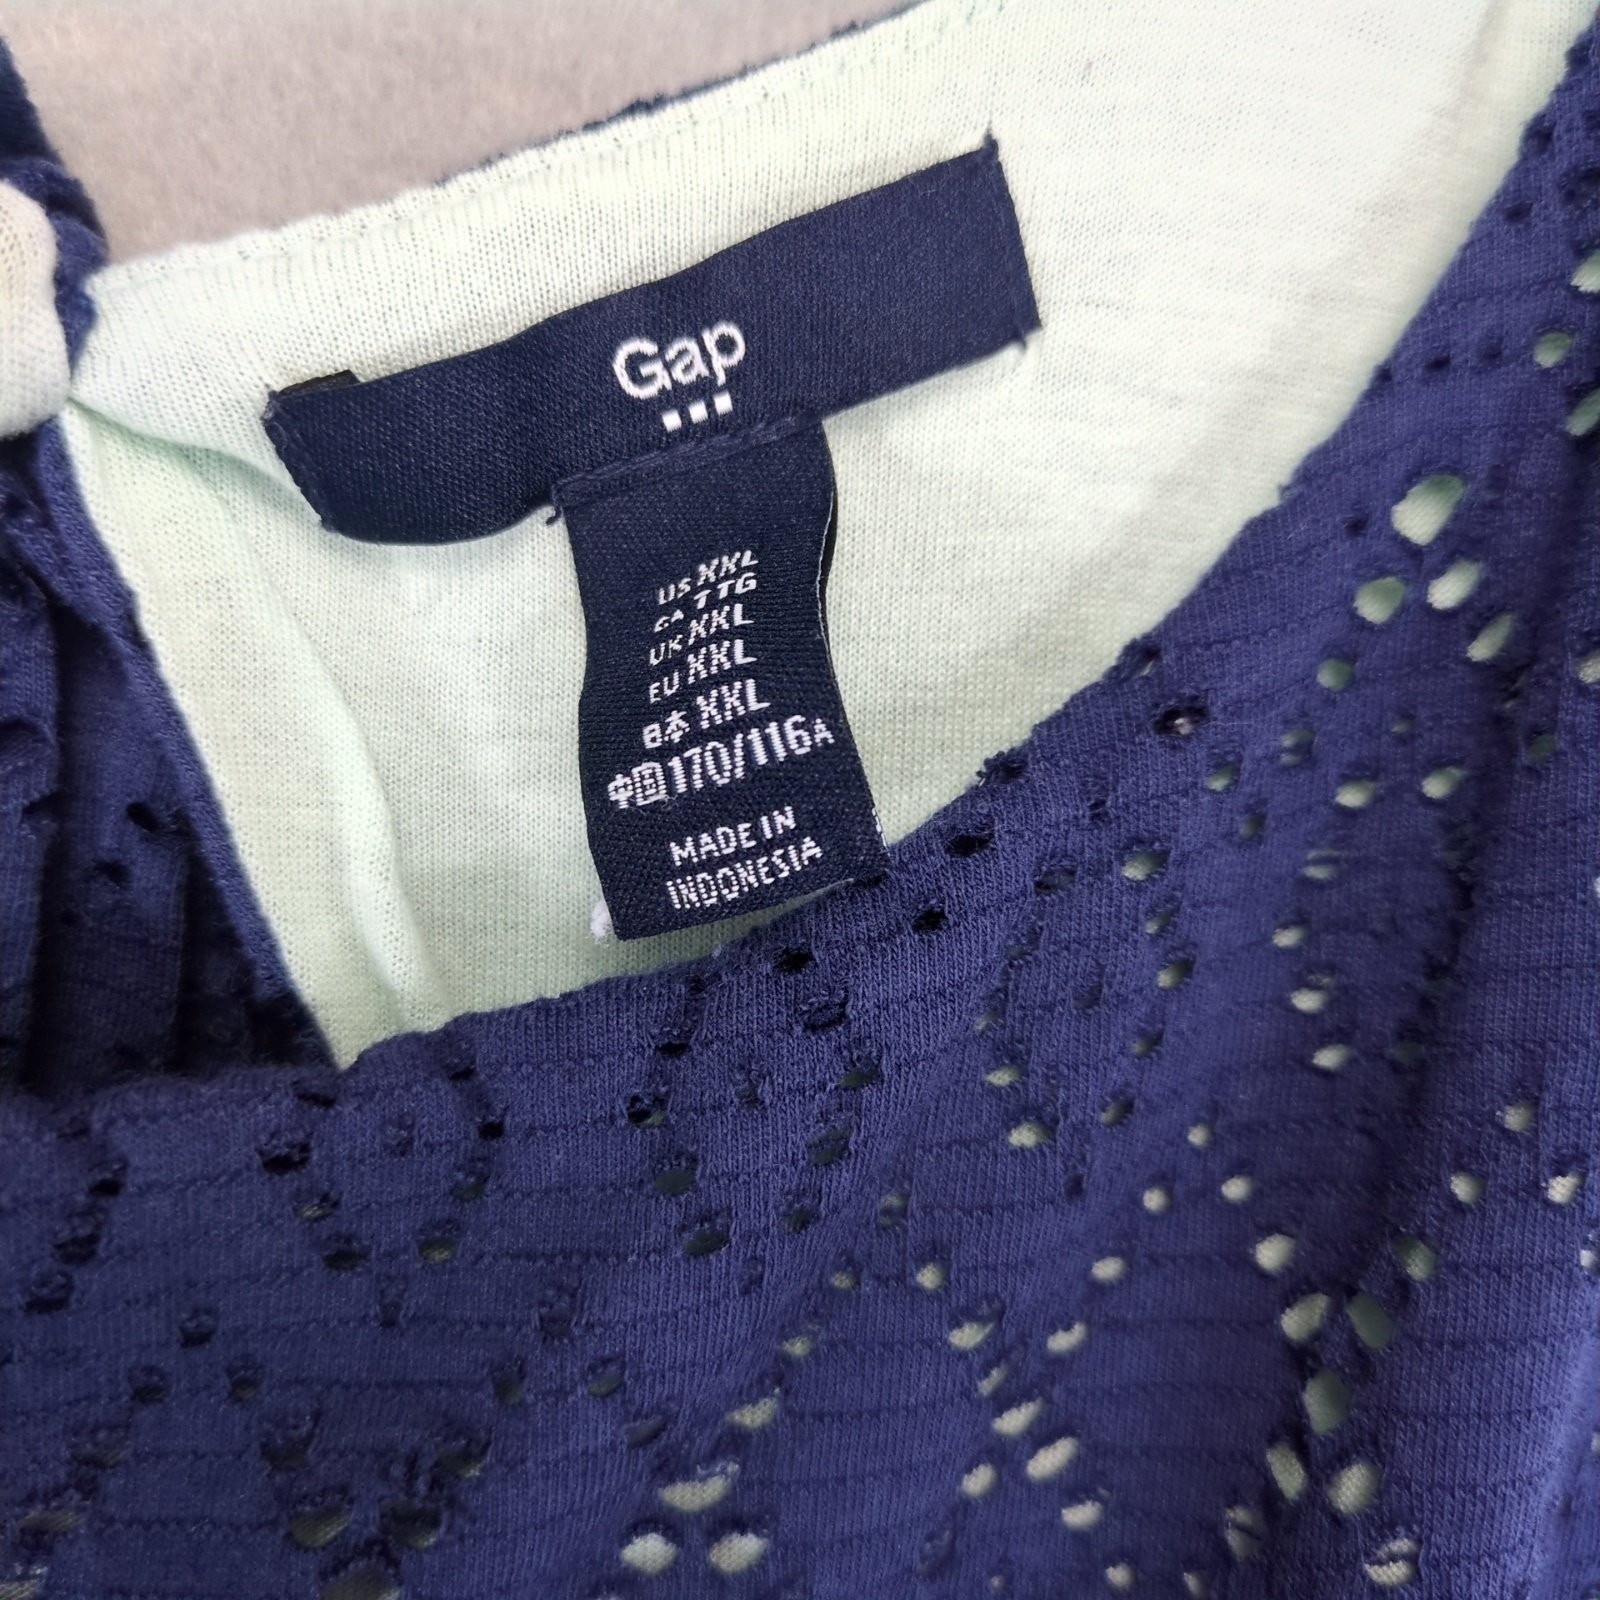 Gap
US XXL
CA TTG
UK XXL
EU XXL
日本 XXL
中国 170/116A
MADE IN
INDONESIA